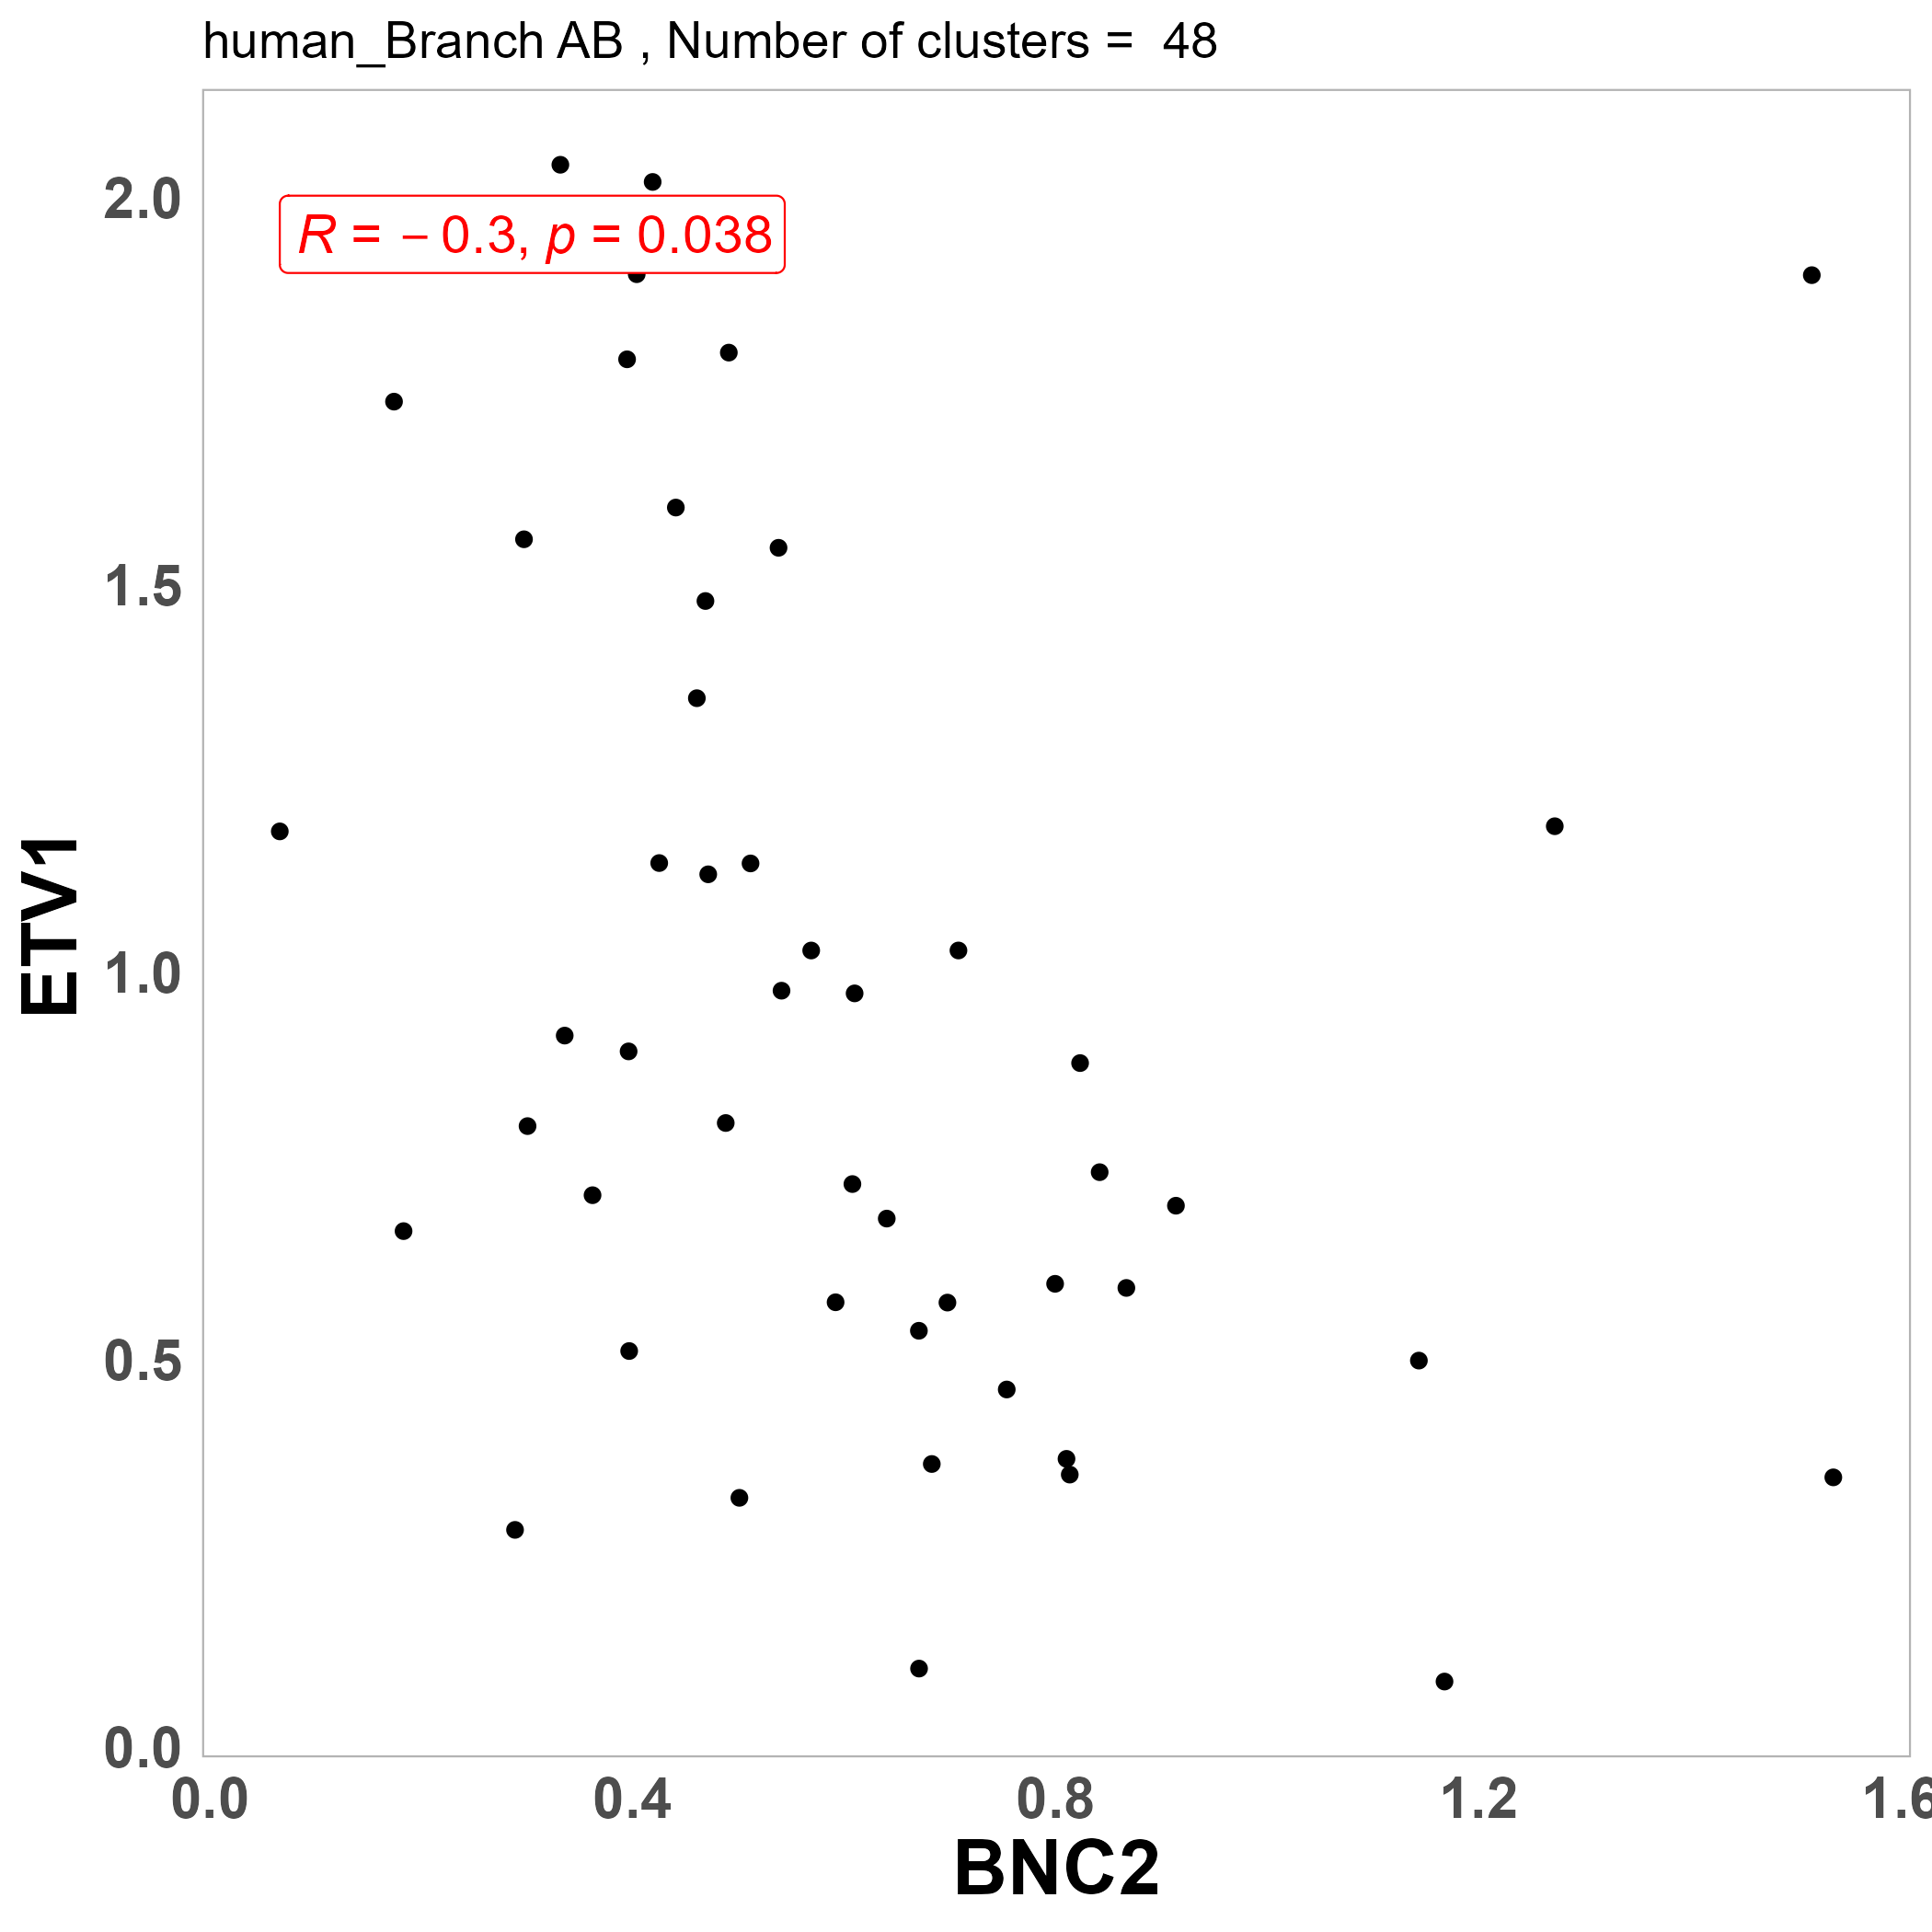 human_Branch AB , Number of clusters =  48
R = – 0.3, p = 0.038
2.0
1.5
1.0
0.5
0.0
ETV1
0.0 0.4 0.8 1.2 1.6
BNC2